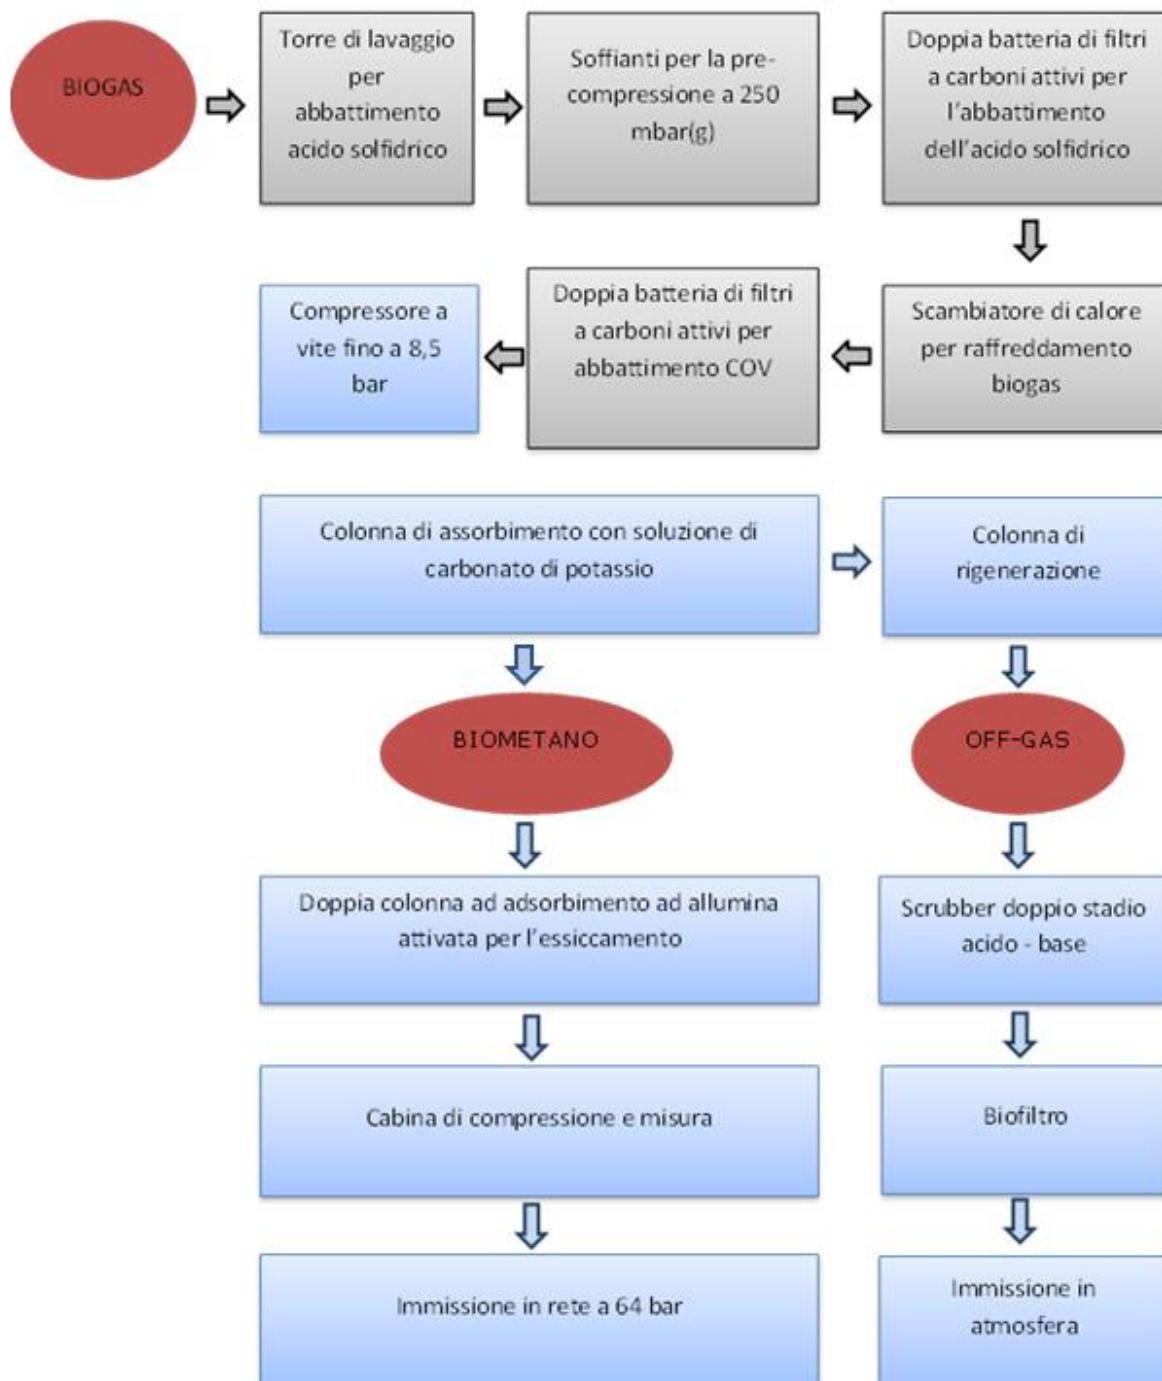 BIOGAS
Torre di lavaggio
per
abbattimento
acido solfidrico
Soffianti per la pre-
compressione a 250
mbar(g)
Doppia batteria di filtri
a carboni attivi per
l'abbattimento
dell'acido solfidrico
Compressore a
vite fino a 8,5
bar
Doppia batteria di filtri
a carboni attivi per
abbattimento COV
Scambiatore di calore
per raffreddamento
biogas
Colonna di assorbimento con soluzione di
carbonato di potassio
Colonna di
rigenerazione
BIOMETANO
OFF-GAS
Doppia colonna ad adsorbimento ad allumina
attivata per l'essiccamento
Scrubber doppio stadio
acido - base
Cabina di compressione e misura
Biofiltro
Immissione in rete a 64 bar
Immissione in
atmosfera